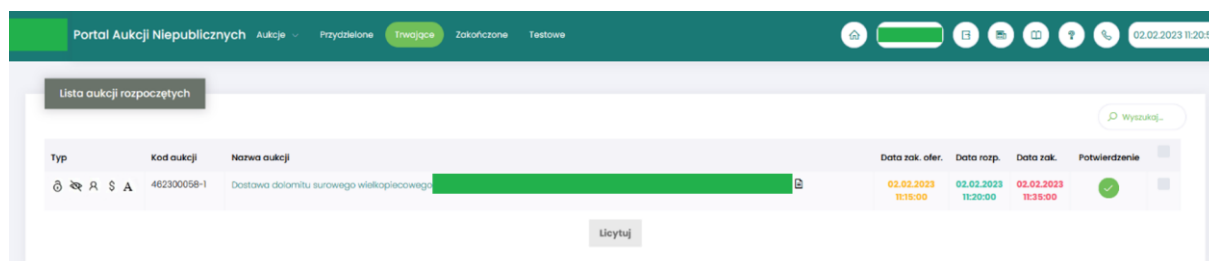 Portal Aukcji Niepublicznych Aukcje Przydzielone Trwające Zakończone Testowe 02.02.2023 11:20:5
Lista aukcji rozpoczętych
Wyszukaj...
Typ Kod aukcji Nazwa aukcji Data zak. ofer. Data rozp. Data zak. Potwierdzenie
462300058-1 Dostawa dolomitu surowego wielkopiecowego 02.02.2023 02.02.2023 02.02.2023
11:15:00 11:20:00 11:35:00
Licytuj